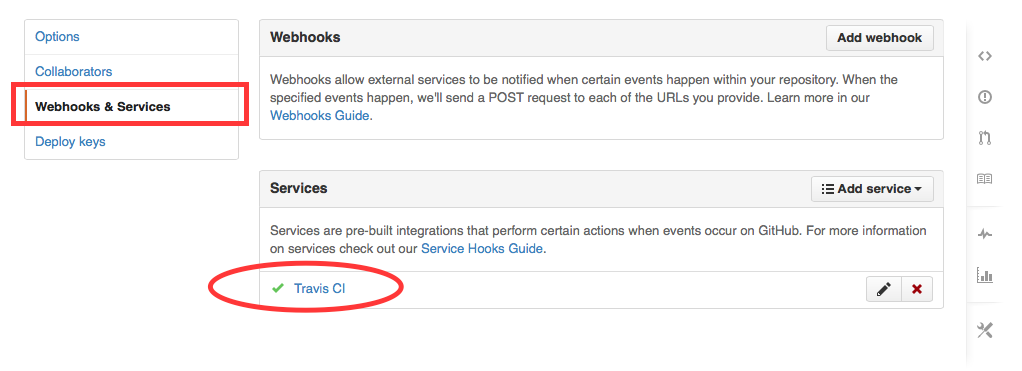 Options
Collaborators
Webhooks & Services
Deploy keys
Webhooks
Add webhook
Webhooks allow external services to be notified when certain events happen within your repository. When the
specified events happen, we'll send a POST request to each of the URLs you provide. Learn more in our
Webhooks Guide.
Services
Add service
Services are pre-built integrations that perform certain actions when events occur on GitHub. For more information
on services check out our Service Hooks Guide.
Travis CI